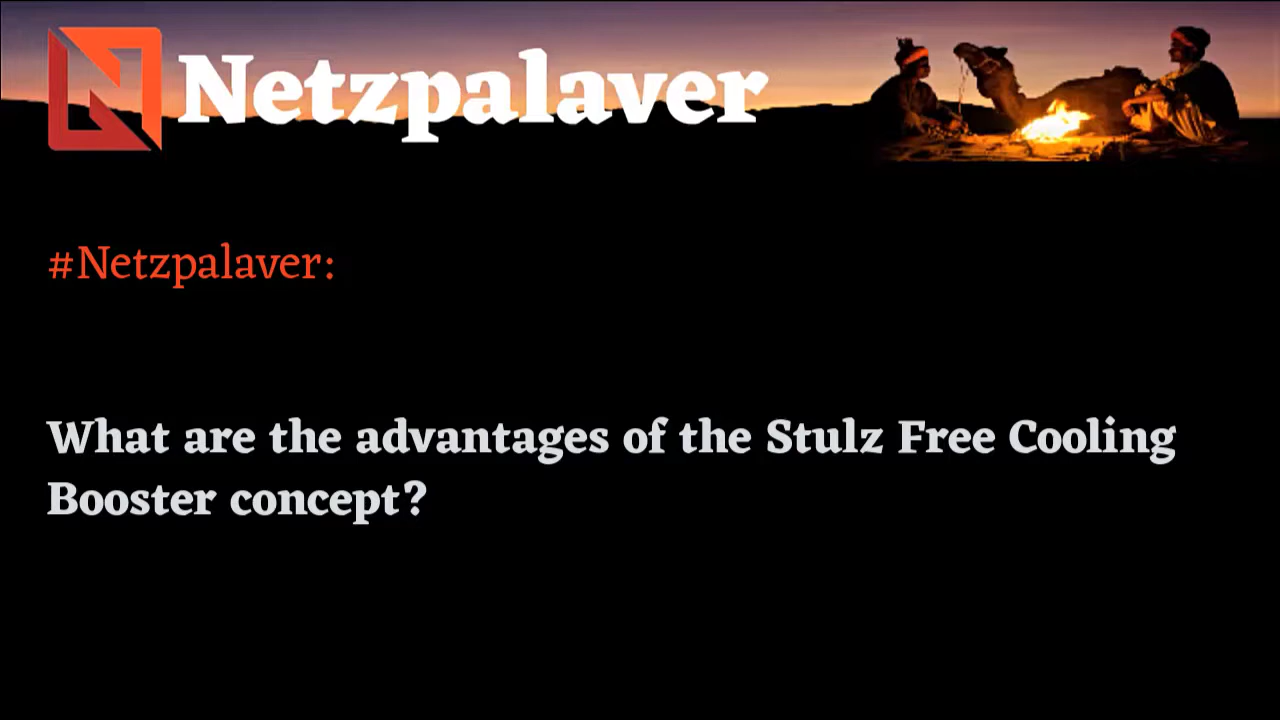 Netzpalaver
#Netzpalaver:
What are the advantages of the Stulz Free Cooling
Booster concept?